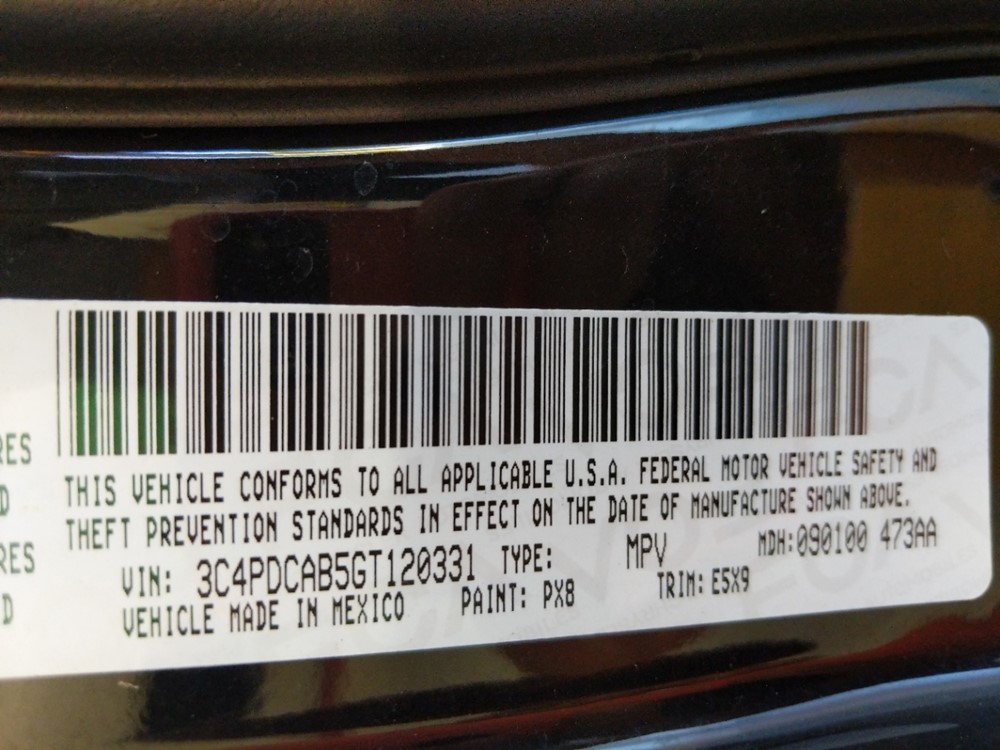 RES
D
RES
D
THIS VEHICLE CONFORMS TO ALL APPLICABLE U.S.A. FEDERAL MOTOR VEHICLE SAFETY AND
THEFT PREVENTION STANDARDS IN EFFECT ON THE DATE OF MANUFACTURE SHOWN ABOVE.
VIN: 3C4PDCAB5GT120331 TYPE: MPV MDH:090100 473AA
VEHICLE MADE IN MEXICO PAINT: PX8 TRIM: E5X9